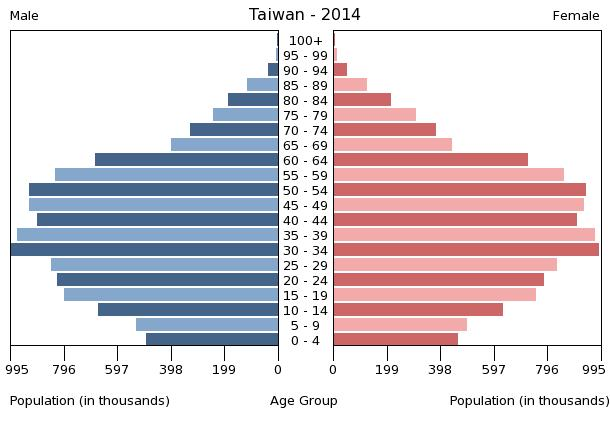 Male Taiwan - 2014 Female
100+
95 - 99
90 - 94
85 - 89
80 - 84
75 - 79
70 - 74
65 - 69
60 - 64
55 - 59
50 - 54
45 - 49
40 - 44
35 - 39
30 - 34
25 - 29
20 - 24
15 - 19
10 - 14
5 - 9
0 - 4
995 796 597 398 199 0 0 199 398 597 796 995
Population (in thousands) Age Group Population (in thousands)